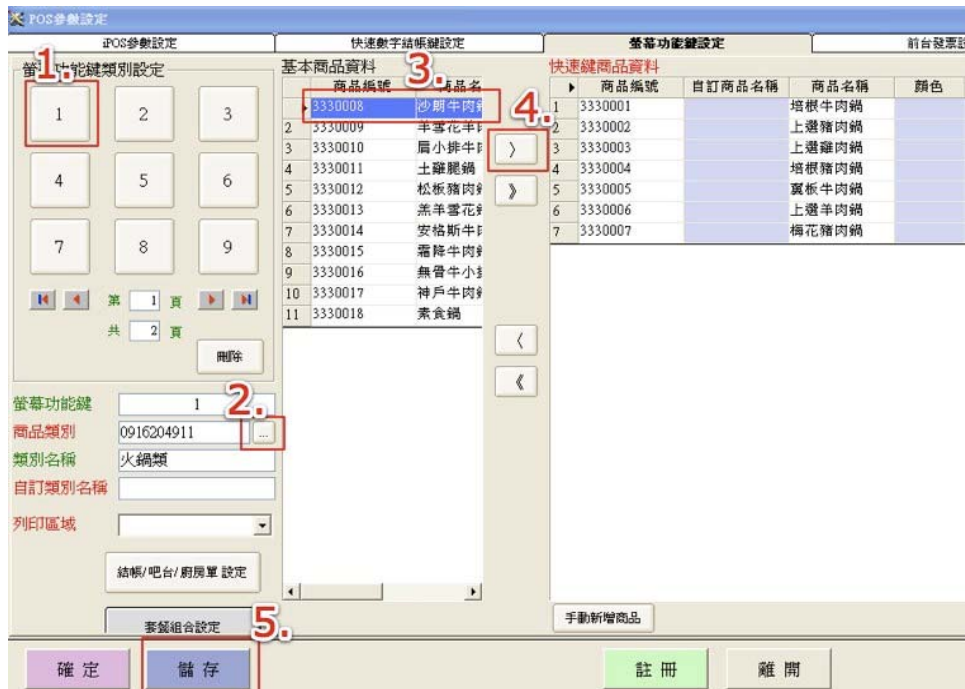 POS參數設定
iPOS參數設定
快速數字結帳鍵設定
螢幕功能鍵設定
前台發票設
1.
螢幕功能鍵類別設定
1
2
3
4
5
6
7
8
9
第 1 頁
共 2 頁
刪除
螢幕功能鍵 1
2.
商品類別 0916204911 ...
類別名稱 火鍋類
自訂類別名稱
列印區域
結帳/吧台/廚房單 設定
套餐組合設定
基本商品資料
3.
商品編號 商品名
3330008 沙朗牛肉鍋
2 3330009 羊雪花羊
3 3330010 肩小排牛
4 3330011 土雞腿鍋
5 3330012 松板豬肉
6 3330013 羔羊雪花
7 3330014 安格斯牛
8 3330015 霜降牛肉
9 3330016 無骨牛小
10 3330017 神戶牛肉
11 3330018 素食鍋
4.
〉
》
〈
《
快速鍵商品資料
商品編號 自訂商品名稱 商品名稱 顏色
1 3330001 培根牛肉鍋
2 3330002 上選豬肉鍋
3 3330003 上選雞肉鍋
4 3330004 培根豬肉鍋
5 3330005 翼板牛肉鍋
6 3330006 上選羊肉鍋
7 3330007 梅花豬肉鍋
手動新增商品
5.
確定
儲存
註冊
離開